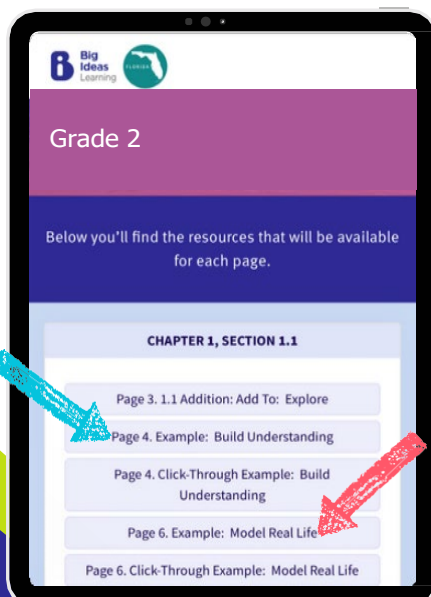 Big
Ideas
Learning
FLORIDA
Grade 2
Below you'll find the resources that will be available
for each page.
CHAPTER 1, SECTION 1.1
Page 3. 1.1 Addition: Add To: Explore
Page 4. Example: Build Understanding
Page 4. Click-Through Example: Build
Understanding
Page 6. Example: Model Real Life
Page 6. Click-Through Example: Model Real Life